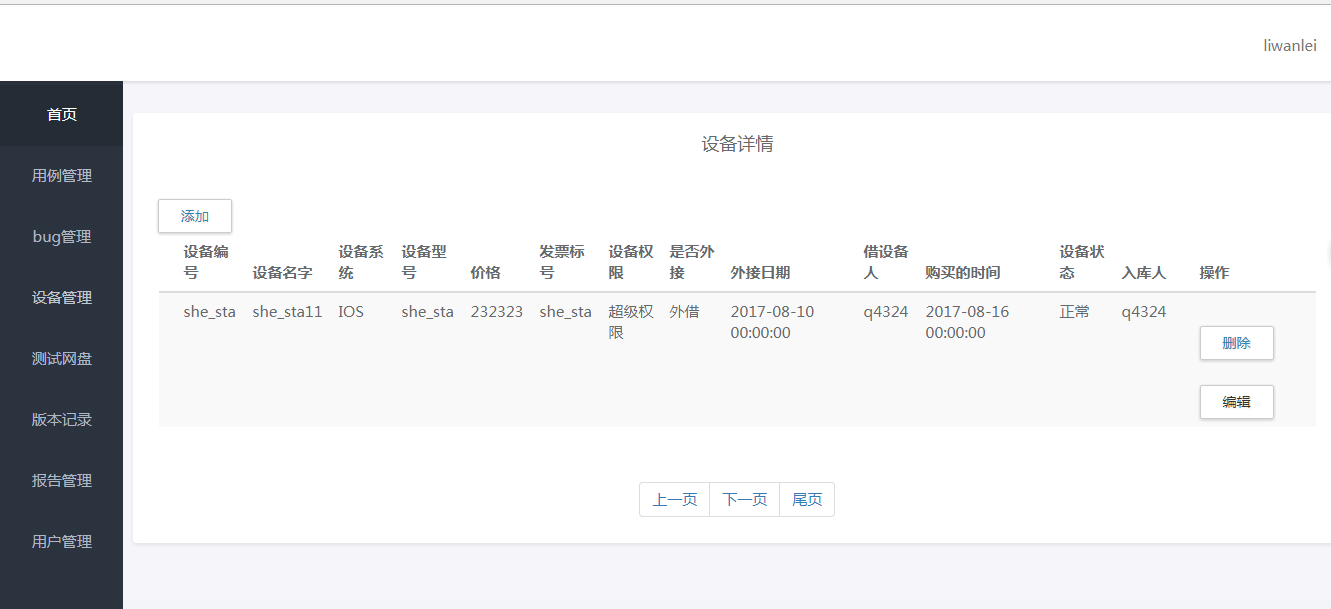 liwanlei
首页
用例管理
bug管理
设备管理
测试网盘
版本记录
报告管理
用户管理
设备详情
添加
设备编号 设备名字 设备系统 设备型号 价格 发票标号 设备权限 是否外接 外接日期 借设备人 购买的时间 设备状态 入库人 操作
she_sta she_sta11 IOS she_sta 232323 she_sta 超级权限 外借 2017-08-10 00:00:00 q4324 2017-08-16 00:00:00 正常 q4324
删除
编辑
上一页 下一页 尾页